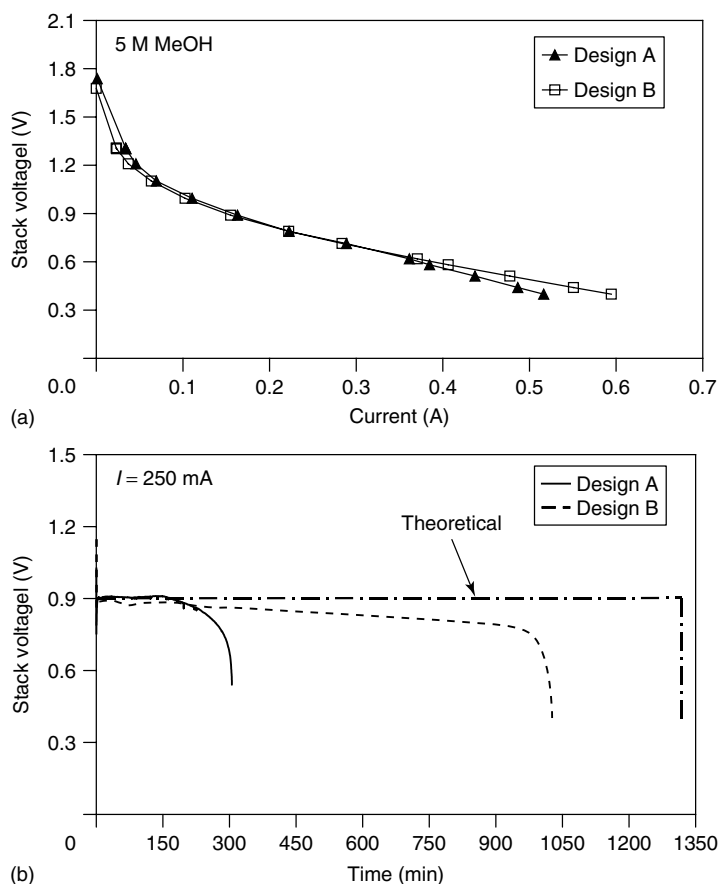 2.1
5 M MeOH
Design A
Design B
1.8
1.5
1.2
0.9
0.6
0.3
Stack voltagel (V)
0.0
0.1
0.2
0.3
0.4
0.5
0.6
0.7
(a)
Current (A)
1.5
I = 250 mA
Design A
Design B
Theoretical
1.2
0.9
0.6
0.3
Stack voltagel (V)
0
150
300
450
600
750
900
1050
1200
1350
(b)
Time (min)